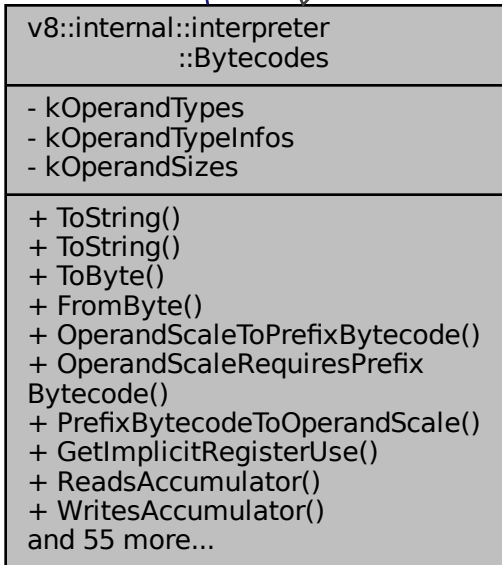 v8::internal::interpreter
::Bytecodes
- kOperandTypes
- kOperandTypeInfos
- kOperandSizes
+ ToString()
+ ToString()
+ ToByte()
+ FromByte()
+ OperandScaleToPrefixBytecode()
+ OperandScaleRequiresPrefix
Bytecode()
+ PrefixBytecodeToOperandScale()
+ GetImplicitRegisterUse()
+ ReadsAccumulator()
+ WritesAccumulator()
and 55 more...